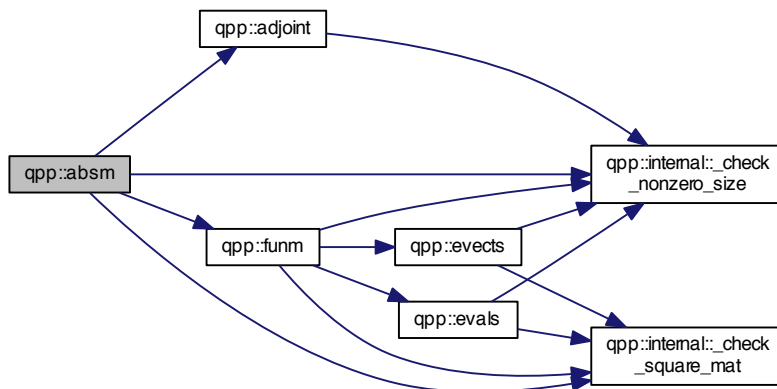 qpp::adjoint
qpp::absm
qpp::internal::_check
_nonzero_size
qpp::funm
qpp::evects
qpp::evals
qpp::internal::_check
_square_mat